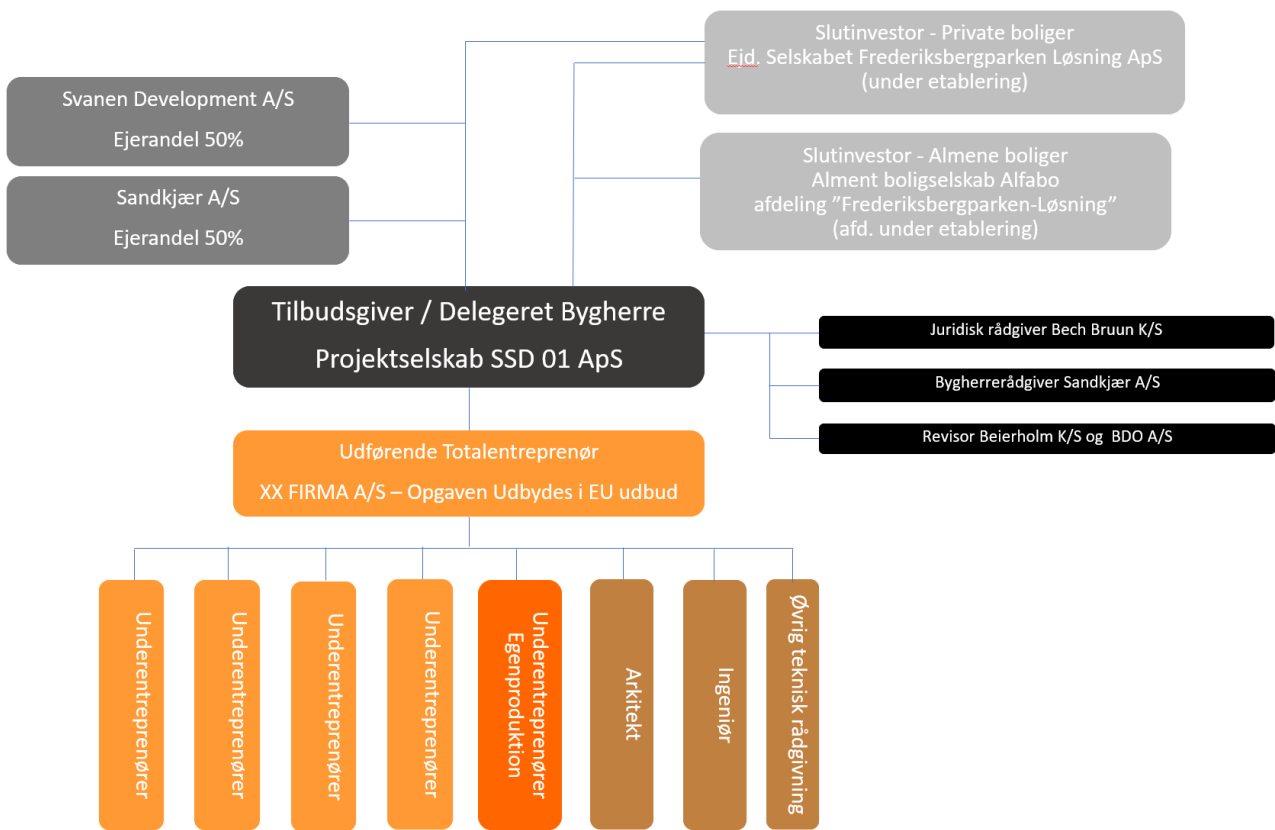 Slutinvestor - Private boliger
Ejd. Selskabet Frederiksbergparken Løsning ApS
(under etablering)
Svanen Development A/S
Ejerandel 50%
Slutinvestor - Almene boliger
Alment boligselskab Alfabo
afdeling ”Frederiksbergparken-Løsning”
(afd. under etablering)
Sandkjær A/S
Ejerandel 50%
Tilbudsgiver / Delegeret Bygherre
Projektselskab SSD 01 ApS
Juridisk rådgiver Bech Bruun K/S
Bygherrerådgiver Sandkjær A/S
Revisor Beierholm K/S og BDO A/S
Udførende Totalentreprenør
XX FIRMA A/S – Opgaven Udbydes i EU udbud
Underentreprenører
Underentreprenører
Underentreprenører
Underentreprenører
Underentreprenører
Egenproduktion
Arkitekt
Ingeniør
Øvrig teknisk rådgivning